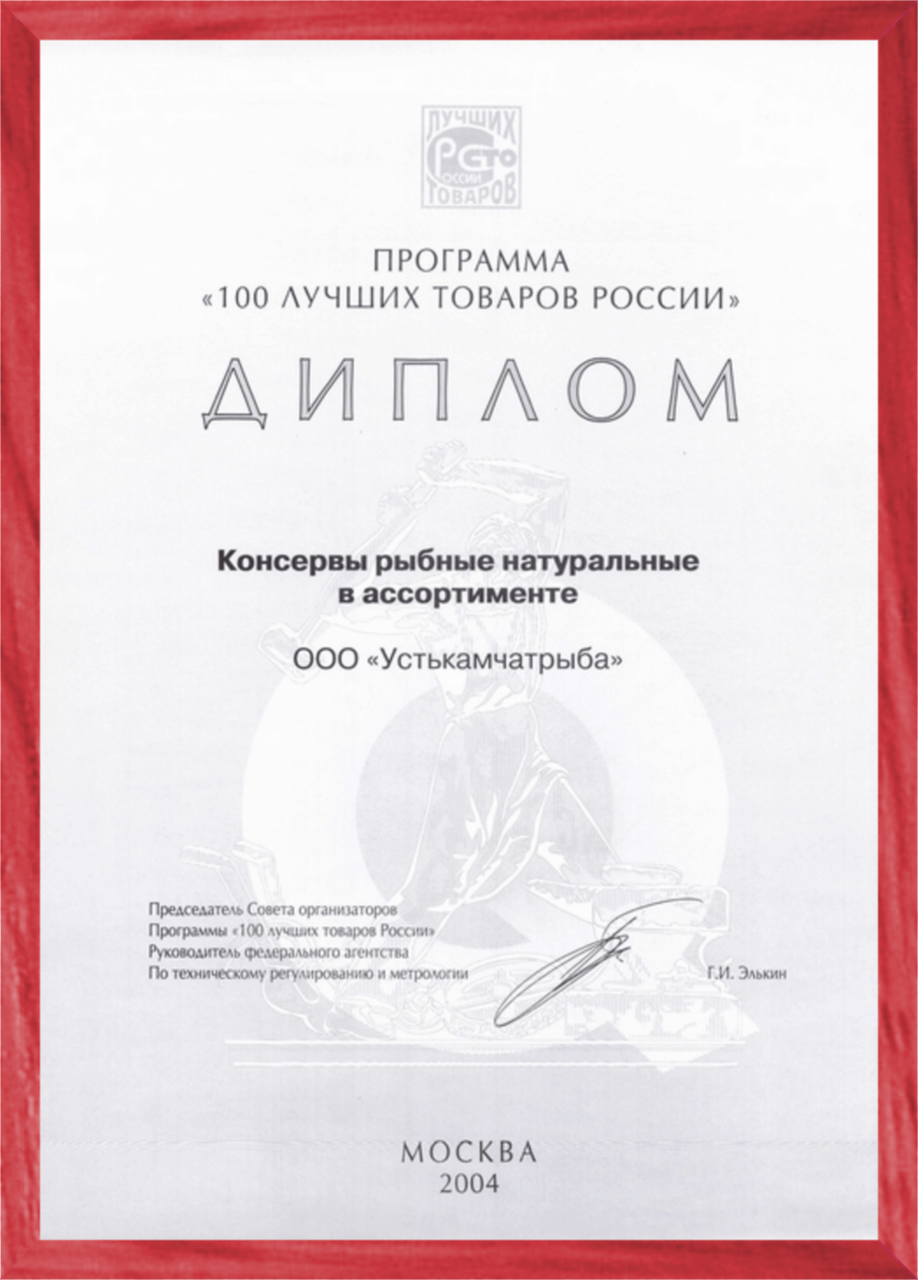 ЛУЧШИХ
СТО
РОССИИ
ТОВАРОВ
ПРОГРАММА
«100 ЛУЧШИХ ТОВАРОВ РОССИИ»
ДИПЛОМ
Консервы рыбные натуральные
в ассортименте
ООО «Устькамчатрыба»
Председатель Совета организаторов
Программы «100 лучших товаров России»
Руководитель федерального агентства
По техническому регулированию и метрологии
Г.И. Элькин
МОСКВА
2004